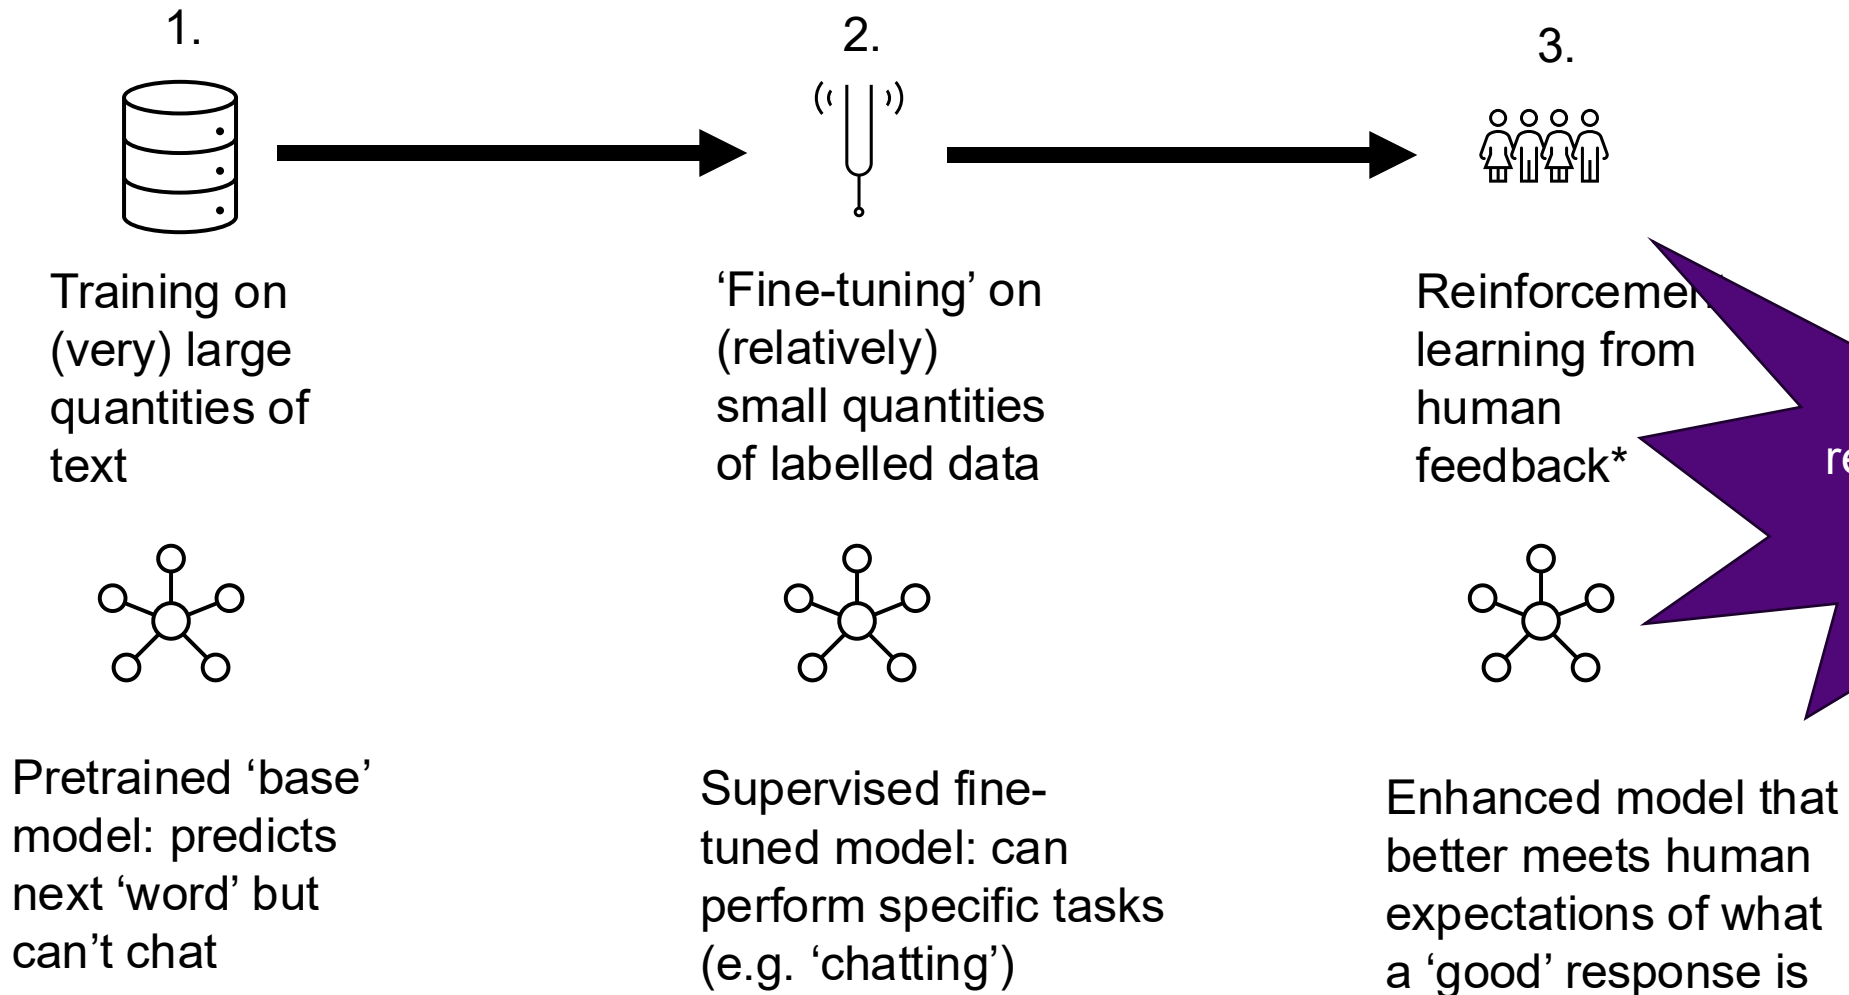 1.
2.
3.
Training on
(very) large
quantities of
text
‘Fine-tuning’ on
(relatively)
small quantities
of labelled data
learning from
human
feedback*
Pretrained ‘base’
model: predicts
next ‘word’ but
can’t chat
Supervised fine-
tuned model: can
perform specific tasks
(e.g. ‘chatting’)
Enhanced model that
better meets human
expectations of what
a ‘good’ response is